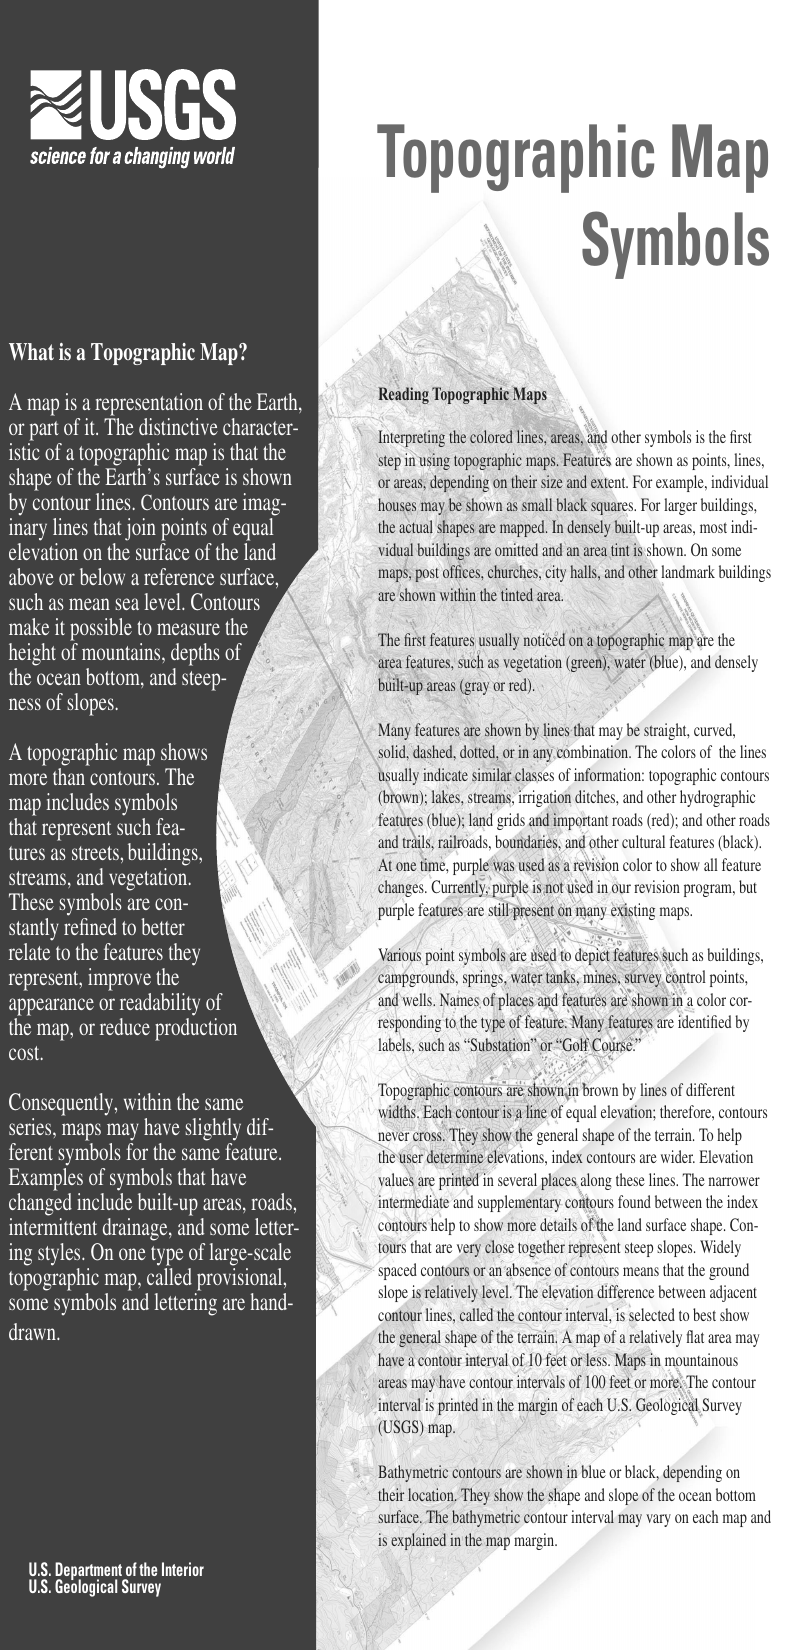 USGS
science for a changing world
Topographic Map
Symbols
What is a Topographic Map?
A map is a representation of the Earth,
or part of it. The distinctive character-
istic of a topographic map is that the
shape of the Earth's surface is shown
by contour lines. Contours are imag-
inary lines that join points of equal
elevation on the surface of the land
above or below a reference surface,
such as mean sea level. Contours
make it possible to measure the
height of mountains, depths of
the ocean bottom, and steep-
ness of slopes.
A topographic map shows
more than contours. The
map includes symbols
that represent such fea-
tures as streets, buildings,
streams, and vegetation.
These symbols are con-
stantly refined to better
relate to the features they
represent, improve the
appearance or readability of
the map, or reduce production
cost.
Consequently, within the same
series, maps may have slightly dif-
ferent symbols for the same feature.
Examples of symbols that have
changed include built-up areas, roads,
intermittent drainage, and some letter-
ing styles. On one type of large-scale
topographic map, called provisional,
some symbols and lettering are hand-
drawn.
U.S. Department of the Interior
U.S. Geological Survey
Reading Topographic Maps
Interpreting the colored lines, areas, and other symbols is the first
step in using topographic maps. Features are shown as points, lines,
or areas, depending on their size and extent. For example, individual
houses may be shown as small black squares. For larger buildings,
the actual shapes are mapped. In densely built-up areas, most indi-
vidual buildings are omitted and an area tint is shown. On some
maps, post offices, churches, city halls, and other landmark buildings
are shown within the tinted area.
The first features usually noticed on a topographic map are the
area features, such as vegetation (green), water (blue), and densely
built-up areas (gray or red).
Many features are shown by lines that may be straight, curved,
solid, dashed, dotted, or in any combination. The colors of the lines
usually indicate similar classes of information: topographic contours
(brown); lakes, streams, irrigation ditches, and other hydrographic
features (blue); land grids and important roads (red); and other roads
and trails, railroads, boundaries, and other cultural features (black).
At one time, purple was used as a revision color to show all feature
changes. Currently, purple is not used in our revision program, but
purple features are still present on many existing maps.
Various point symbols are used to depict features such as buildings,
campgrounds, springs, water tanks, mines, survey control points,
and wells. Names of places and features are shown in a color cor-
responding to the type of feature. Many features are identified by
labels, such as “Substation” or “Golf Course.”
Topographic contours are shown in brown by lines of different
widths. Each contour is a line of equal elevation; therefore, contours
never cross. They show the general shape of the terrain. To help
the user determine elevations, index contours are wider. Elevation
values are printed in several places along these lines. The narrower
intermediate and supplementary contours found between the index
contours help to show more details of the land surface shape. Con-
tours that are very close together represent steep slopes. Widely
spaced contours or an absence of contours means that the ground
slope is relatively level. The elevation difference between adjacent
contour lines, called the contour interval, is selected to best show
the general shape of the terrain. A map of a relatively flat area may
have a contour interval of 10 feet or less. Maps in mountainous
areas may have contour intervals of 100 feet or more. The contour
interval is printed in the margin of each U.S. Geological Survey
(USGS) map.
Bathymetric contours are shown in blue or black, depending on
their location. They show the shape and slope of the ocean bottom
surface. The bathymetric contour interval may vary on each map and
is explained in the map margin.